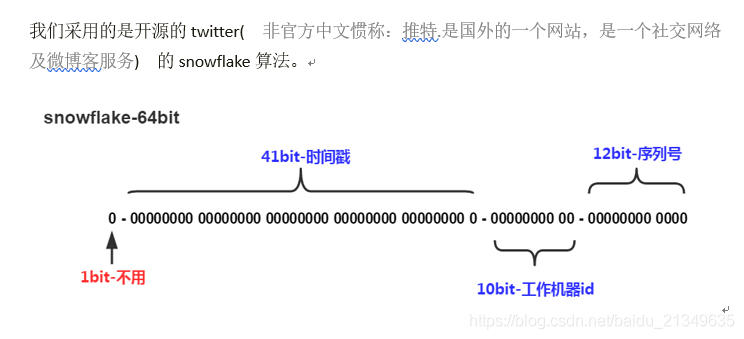 我们采用的是开源的 twitter( 非官方中文惯称：推特.是国外的一个网站，是一个社交网络
及微博客服务) 的 snowflake 算法。
snowflake-64bit
41bit-时间戳
12bit-序列号
0 - 00000000 00000000 00000000 00000000 00000000 0 - 00000000 00 - 00000000 0000
1bit-不用
10bit-工作机器id
https://blog.csdn.net/baidu_21349635